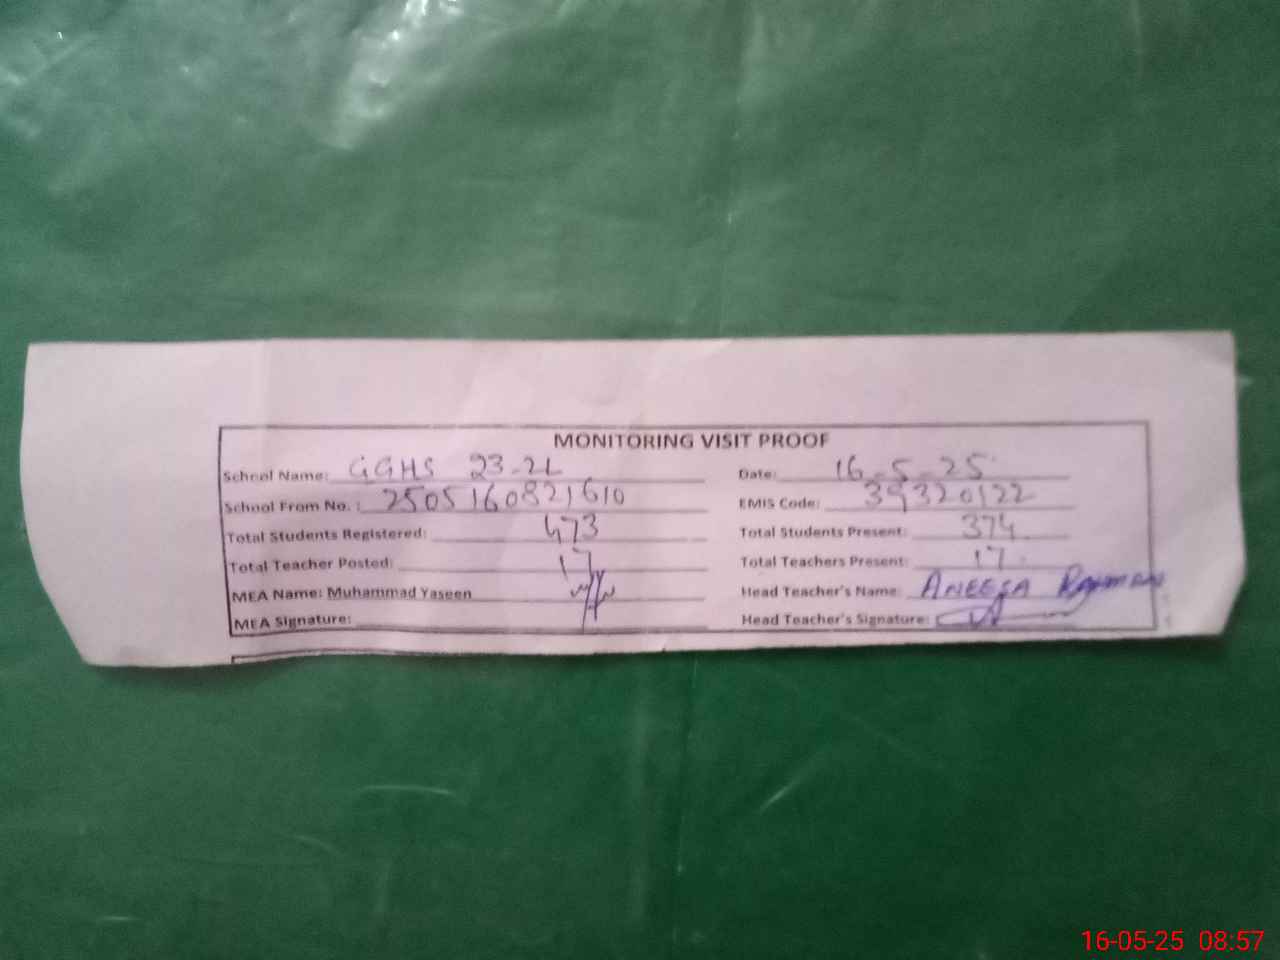 MONITORING VISIT PROOF
School Name: GGHS 23-2L Date: 16-5-25
School From No. : 2505160821610 EMIS Code: 39320122
Total Students Registered: 473 Total Students Present: 374
Total Teacher Posted: 17 Total Teachers Present: 17
MEA Name: Muhammad Yaseen Head Teacher's Name: ANEESA Rahman
MEA Signature: Head Teacher's Signature:
16-05-25 08:57